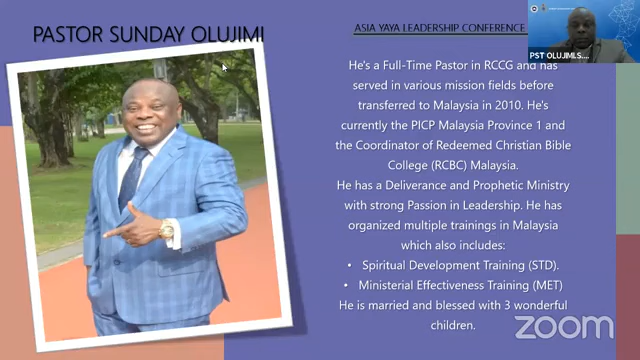 PASTOR SUNDAY OLUJIMI
ASIA YAYA LEADERSHIP CONFERENCE
PST OLUJIMI.S....
He's a Full-Time Pastor in RCCG and has
served in various mission fields before
transferred to Malaysia in 2010. He's
currently the PICP Malaysia Province 1 and
the Coordinator of Redeemed Christian Bible
College (RCBC) Malaysia.
He has a Deliverance and Prophetic Ministry
with strong Passion in Leadership. He has
organized multiple trainings in Malaysia
which also includes:
• Spiritual Development Training (STD).
• Ministerial Effectiveness Training (MET)
He is married and blessed with 3 wonderful
children.
zoom